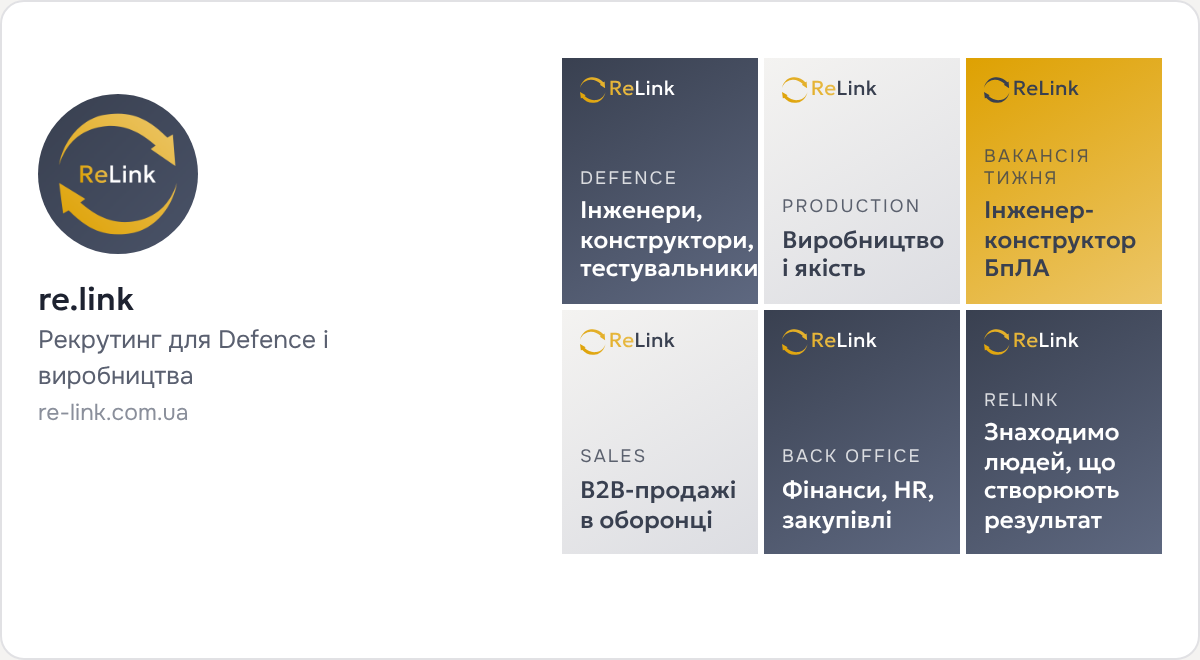 ReLink
re.link
Рекрутинг для Defence і
виробництва
re-link.com.ua
ReLink
DEFENCE
Інженери,
конструктори,
тестувальники
ReLink
PRODUCTION
Виробництво
і якість
ReLink
ВАКАНСІЯ
ТИЖНЯ
Інженер-
конструктор
БпЛА
ReLink
SALES
B2B-продажі
в оборонці
ReLink
BACK OFFICE
Фінанси, HR,
закупівлі
ReLink
RELINK
Знаходимо
людей, що
створюють
результат